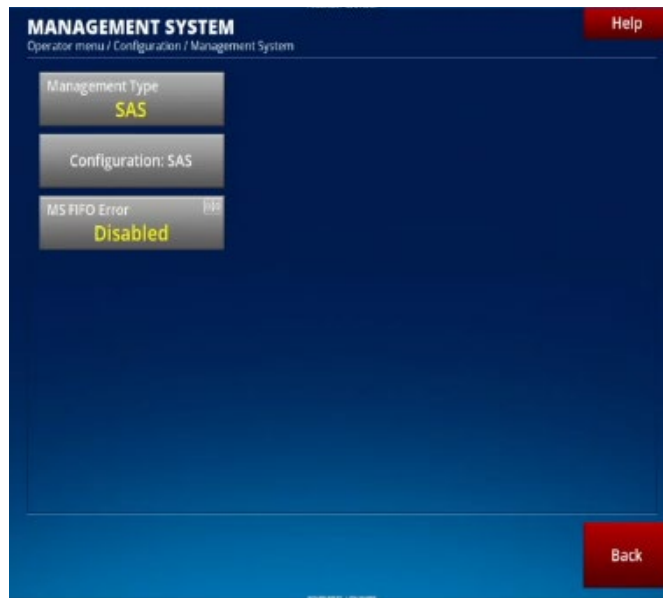 MANAGEMENT SYSTEM
Help
Operator menu / Configuration / Management System
Management Type
SAS
Configuration: SAS
MS FIFO Error
Disabled
Back